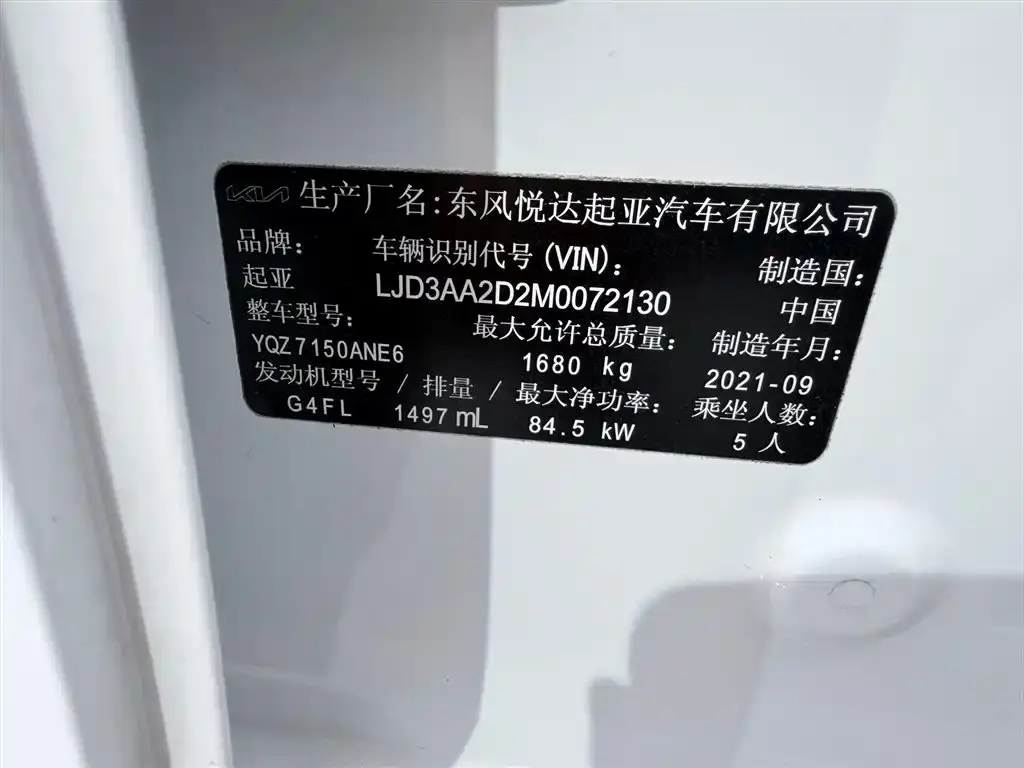 KIA 生产厂名:东风悦达起亚汽车有限公司
品牌: 车辆识别代号(VIN): 制造国:
起亚 LJD3AA2D2M0072130 中国
整车型号: 最大允许总质量: 制造年月:
YQZ7150ANE6 1680 kg 2021-09
发动机型号 / 排量 / 最大净功率: 乘坐人数:
G4FL 1497 mL 84.5 kW 5 人